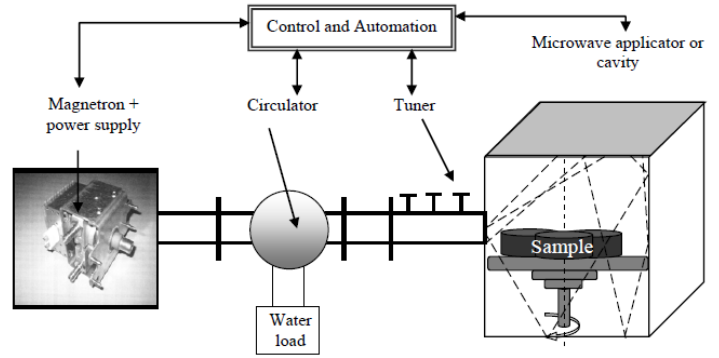 Control and Automation
Microwave applicator or
cavity
Magnetron +
power supply
Circulator
Tuner
Sample
Water
load